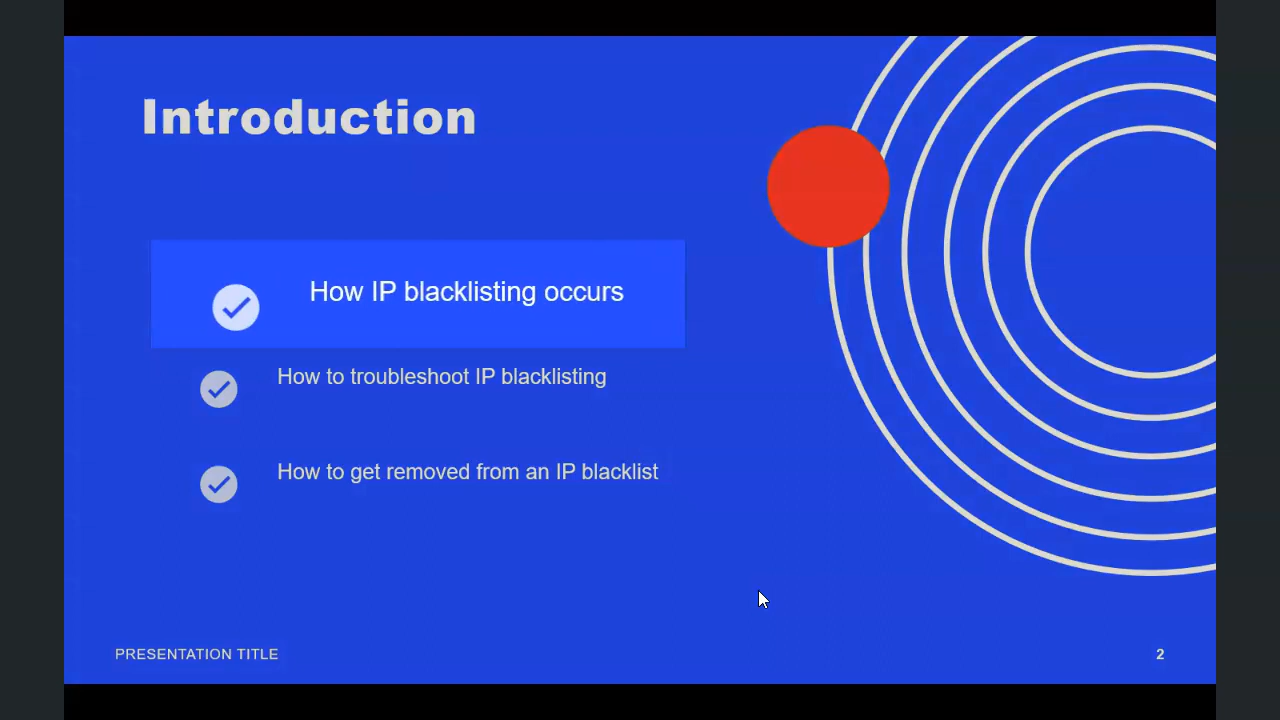 Introduction
How IP blacklisting occurs
How to troubleshoot IP blacklisting
How to get removed from an IP blacklist
PRESENTATION TITLE
2